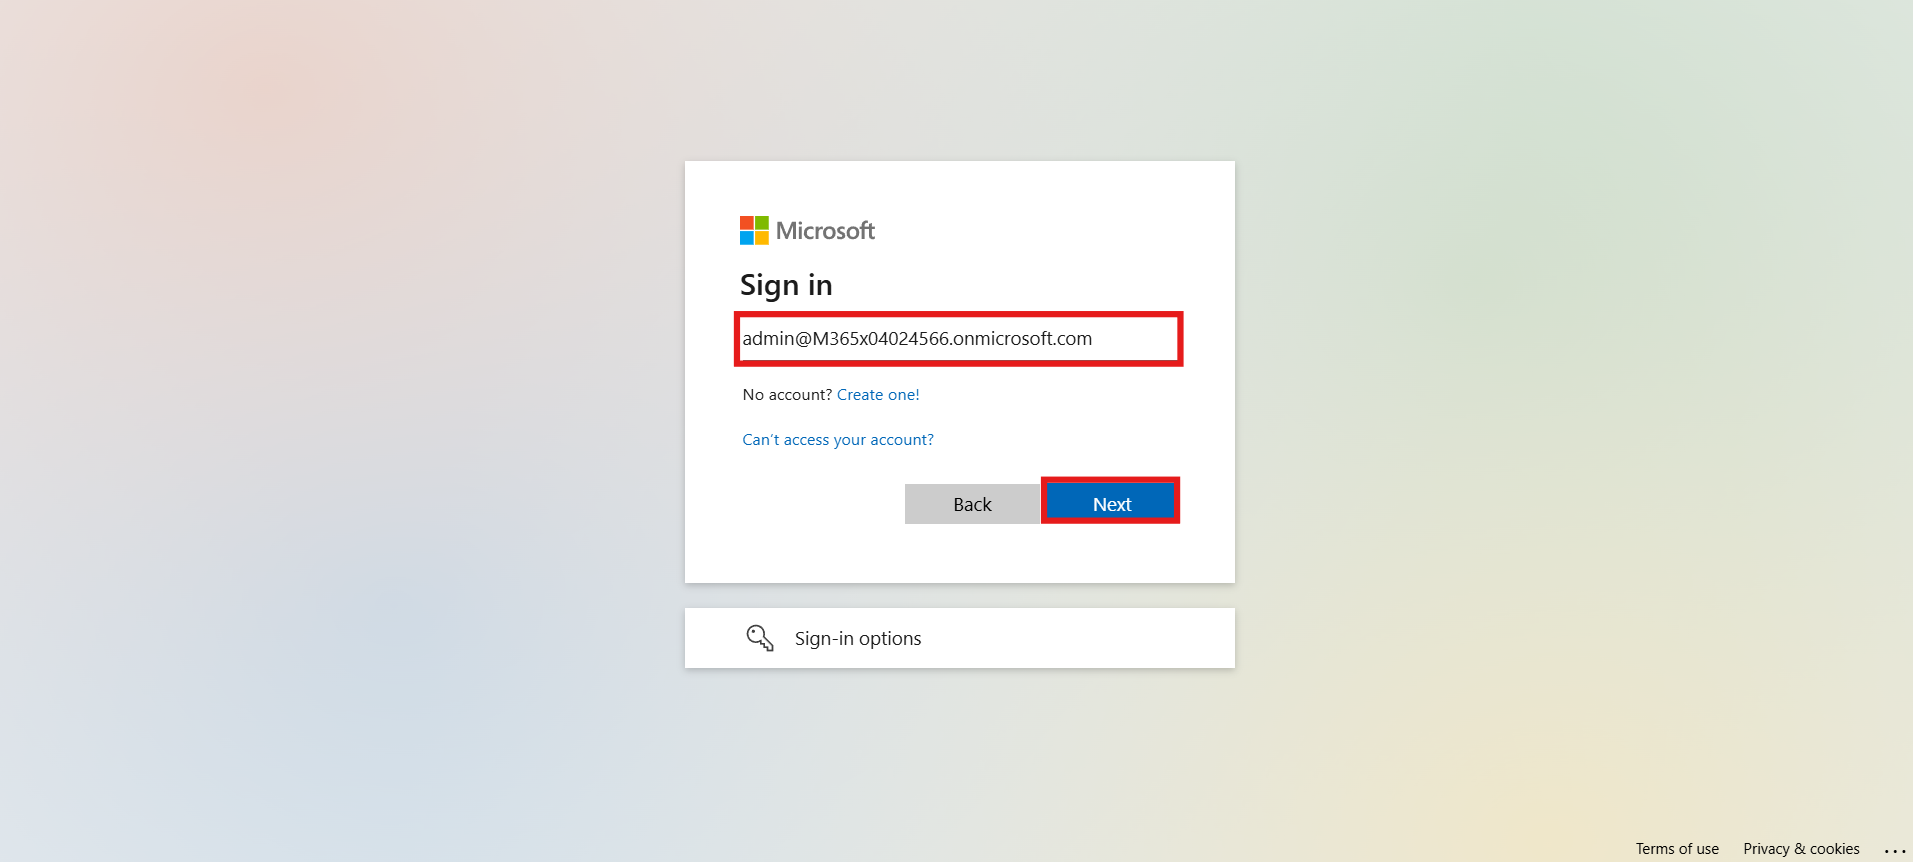 Microsoft
Sign in
admin@M365x04024566.onmicrosoft.com
No account? Create one!
Can't access your account?
Back
Next
Sign-in options
Terms of use
Privacy & cookies
...